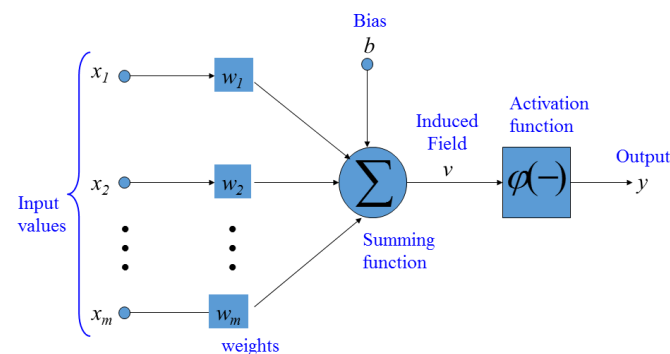 Bias
b
x1
w1
Induced
Field
v
Activation
function
Input
values
x2
w2
∑
φ(−)
Output
y
Summing
function
xm
wm
weights